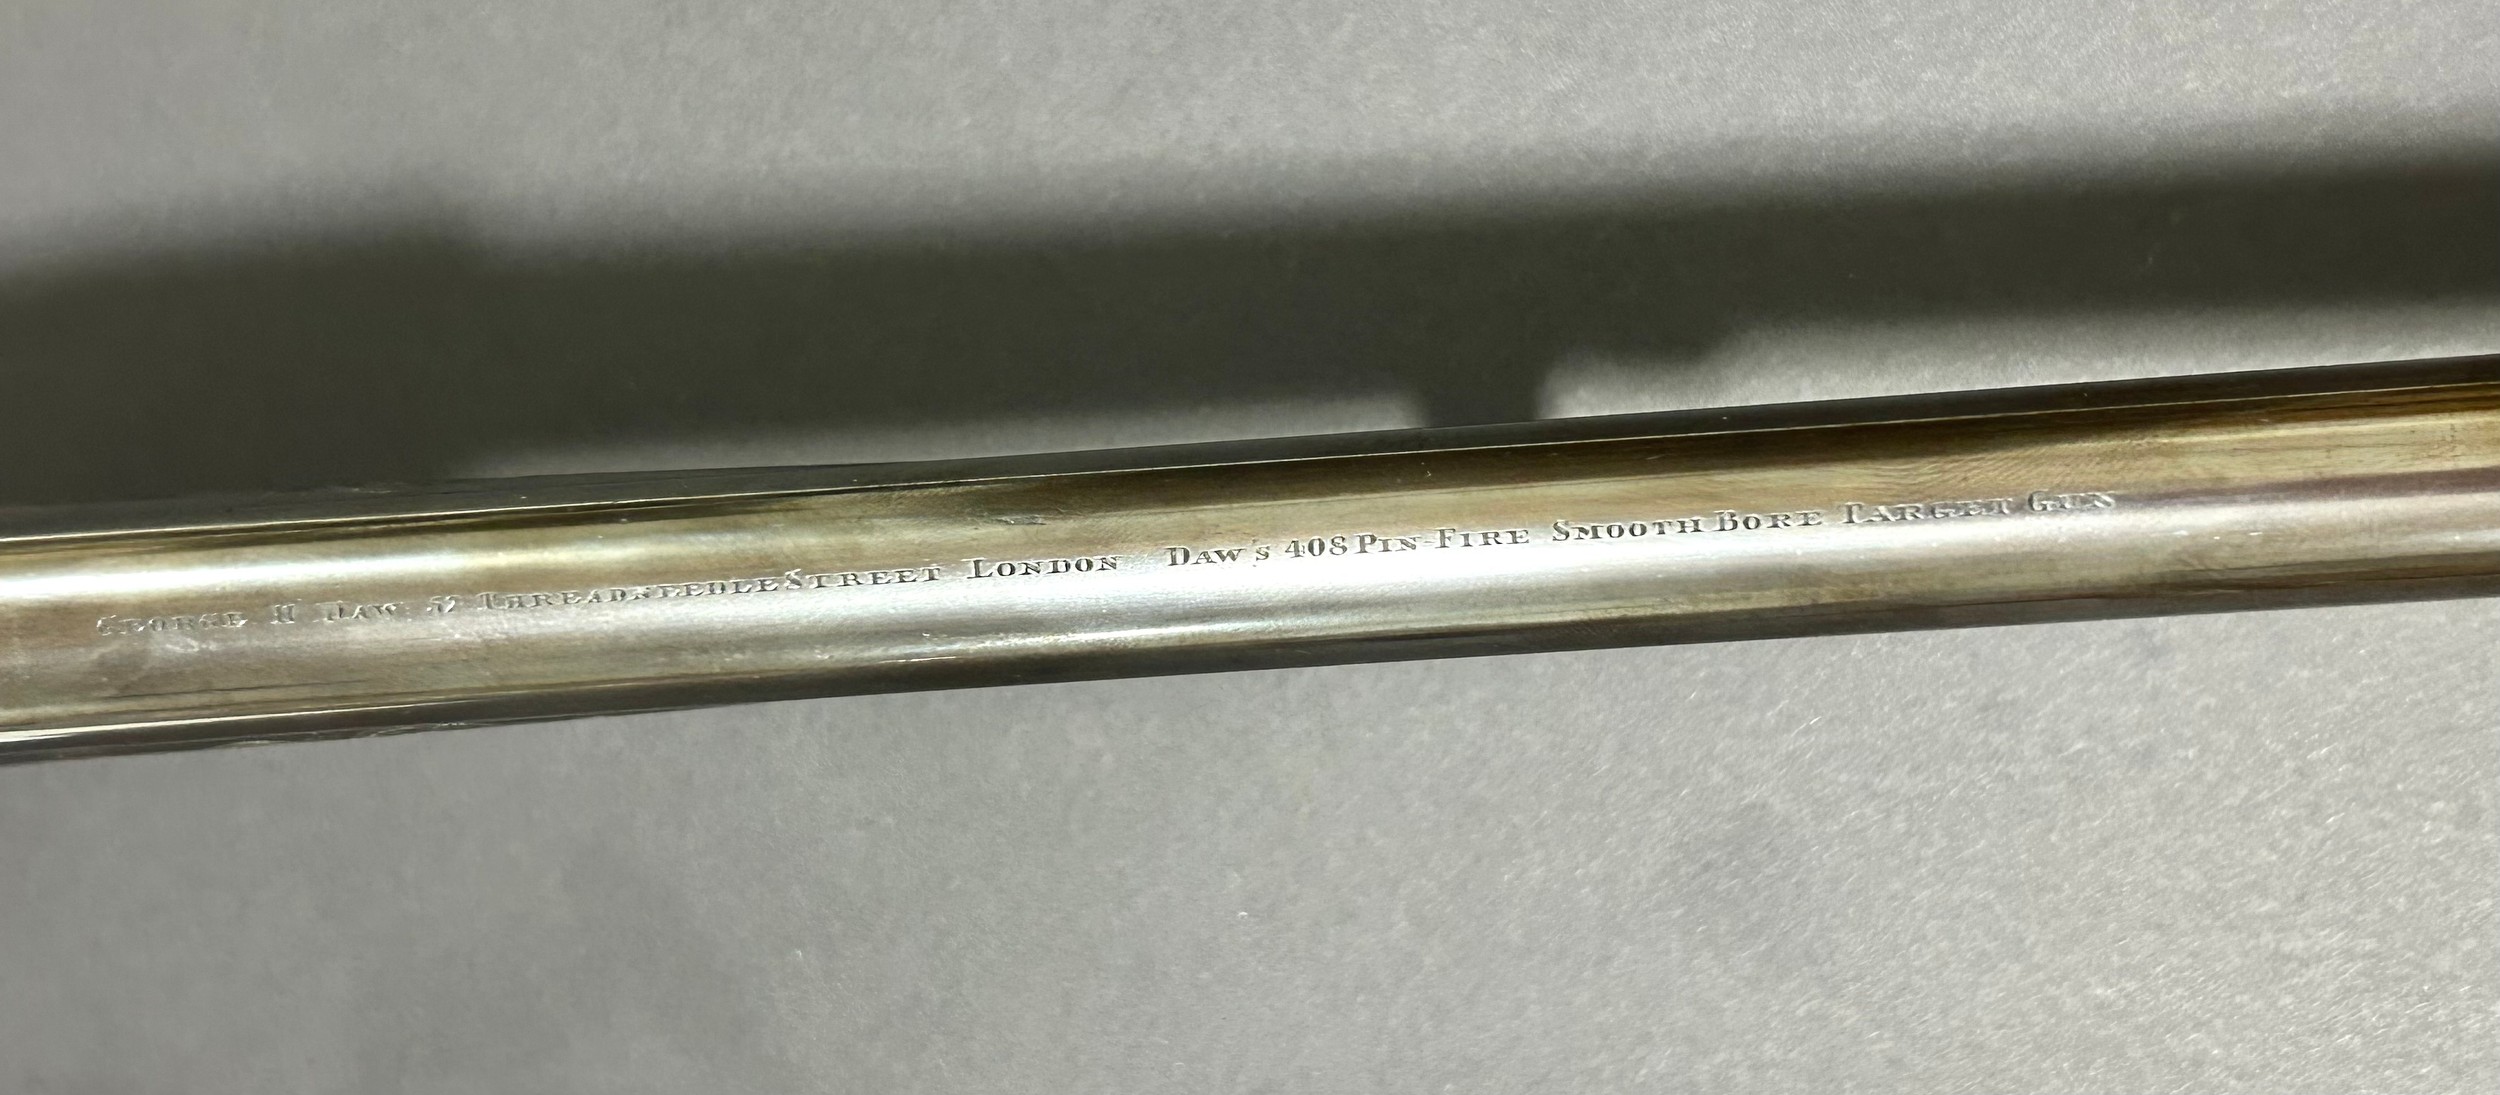 GEORGE H DAW 57 THREADNEEDLE STREET LONDON DAW'S 408 PIN-FIRE SMOOTH BORE TARGET GUN